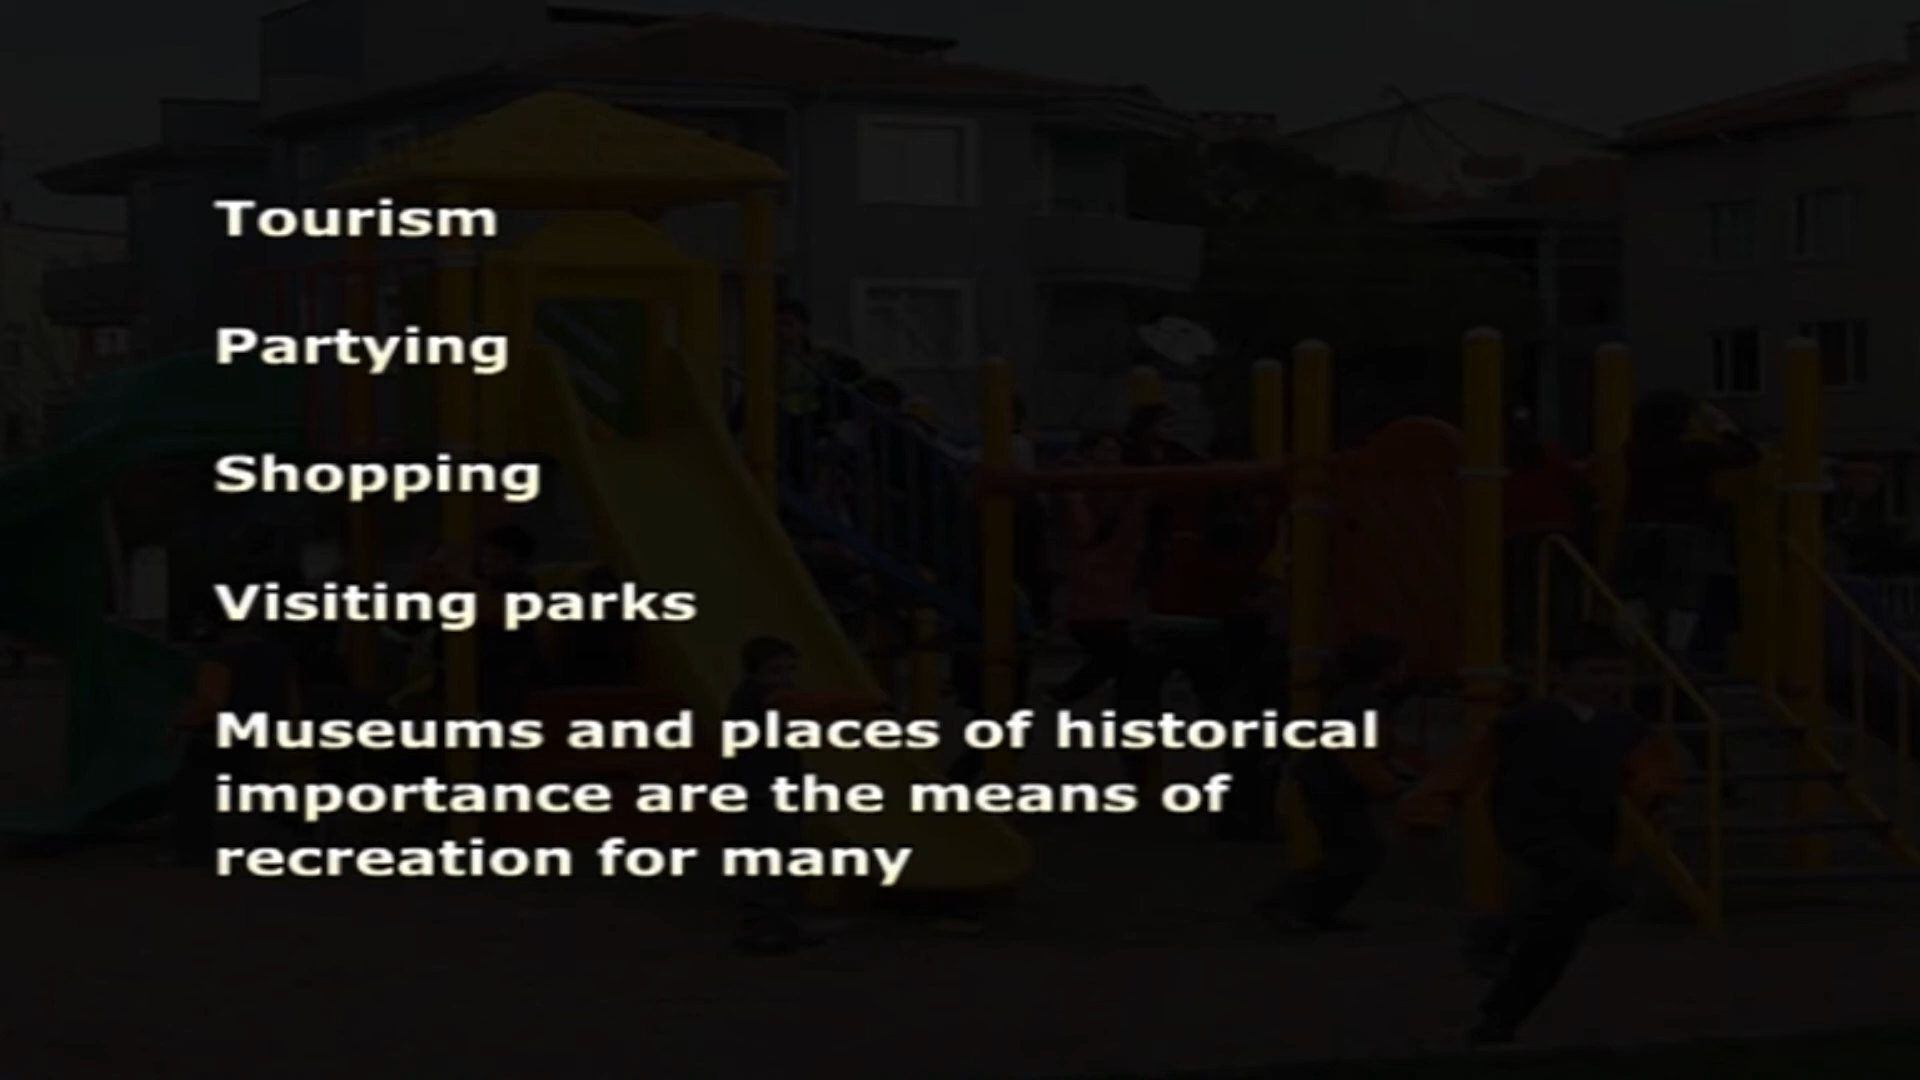 Tourism
Partying
Shopping
Visiting parks
Museums and places of historical
importance are the means of
recreation for many